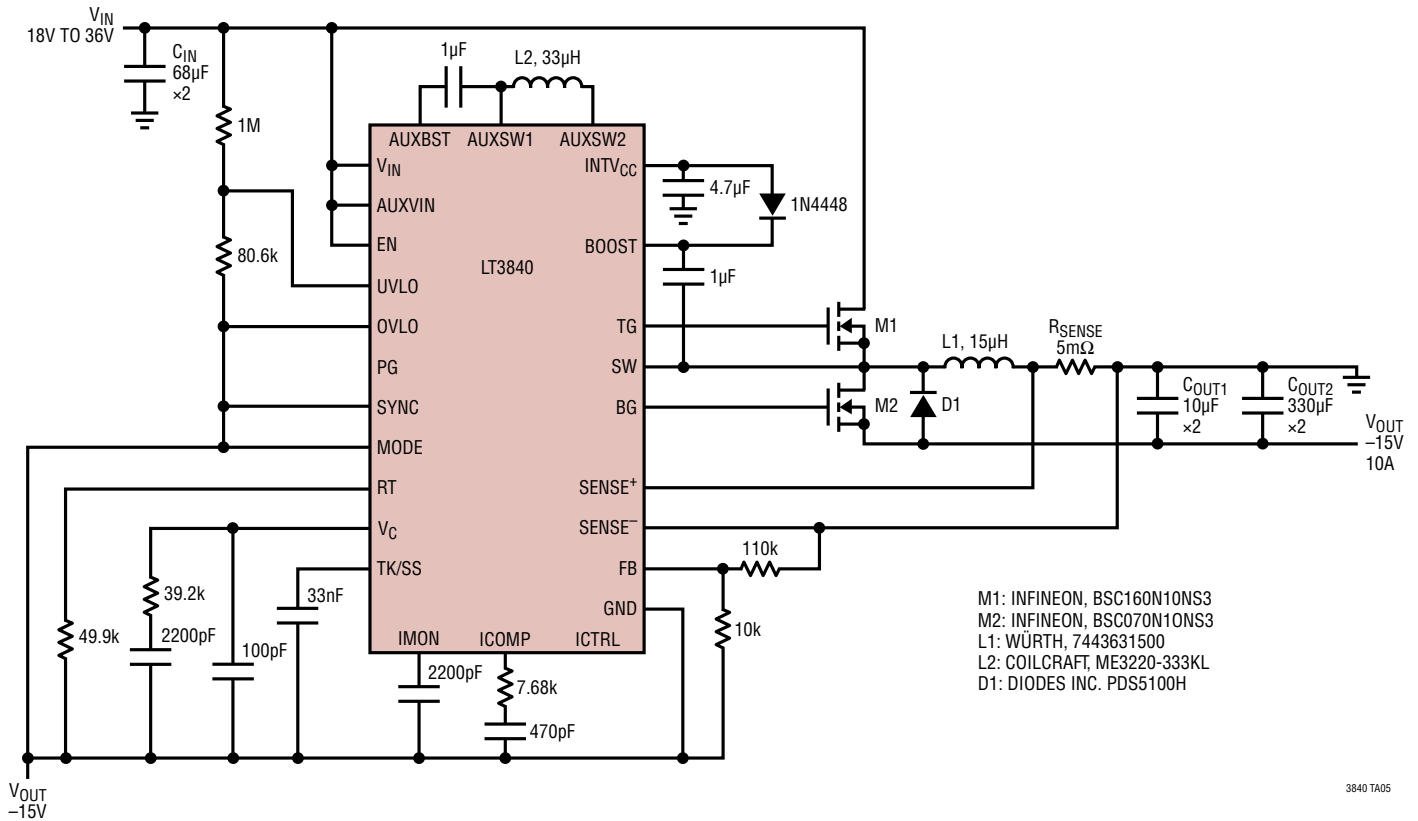 VIN
18V TO 36V
CIN
68µF
×2
1M
80.6k
1µF
L2, 33µH
AUXBST
AUXSW1
AUXSW2
VIN
AUXVIN
EN
UVLO
OVLO
PG
SYNC
MODE
RT
VC
TK/SS
IMON
ICOMP
ICTRL
LT3840
INTVCC
BOOST
TG
SW
BG
SENSE+
SENSE–
FB
GND
4.7µF
1N4448
1µF
M1
M2
D1
L1, 15µH
RSENSE
5mΩ
COUT1
10µF
×2
COUT2
330µF
×2
VOUT
–15V
10A
110k
10k
49.9k
39.2k
2200pF
100pF
33nF
2200pF
7.68k
470pF
VOUT
–15V
M1: INFINEON, BSC160N10NS3
M2: INFINEON, BSC070N1ONS3
L1: WÜRTH, 7443631500
L2: COILCRAFT, ME3220-333KL
D1: DIODES INC. PDS5100H
3840 TA05